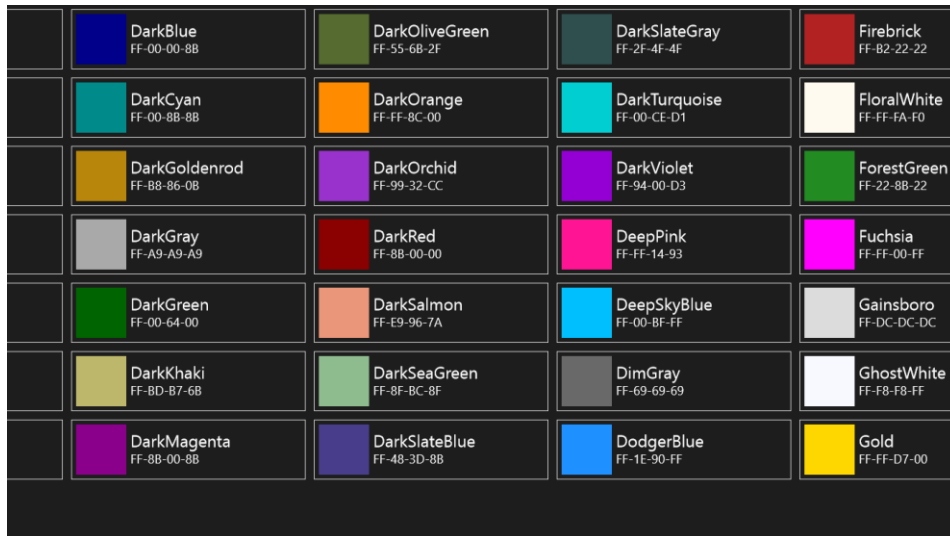 DarkBlue
FF-00-00-8B
DarkCyan
FF-00-8B-8B
DarkGoldenrod
FF-B8-86-0B
DarkGray
FF-A9-A9-A9
DarkGreen
FF-00-64-00
DarkKhaki
FF-BD-B7-6B
DarkMagenta
FF-8B-00-8B
DarkOliveGreen
FF-55-6B-2F
DarkOrange
FF-FF-8C-00
DarkOrchid
FF-99-32-CC
DarkRed
FF-8B-00-00
DarkSalmon
FF-E9-96-7A
DarkSeaGreen
FF-8F-BC-8F
DarkSlateBlue
FF-48-3D-8B
DarkSlateGray
FF-2F-4F-4F
DarkTurquoise
FF-00-CE-D1
DarkViolet
FF-94-00-D3
DeepPink
FF-FF-14-93
DeepSkyBlue
FF-00-BF-FF
DimGray
FF-69-69-69
DodgerBlue
FF-1E-90-FF
Firebrick
FF-B2-22-22
FloralWhite
FF-FF-FA-F0
ForestGreen
FF-22-8B-22
Fuchsia
FF-FF-00-FF
Gainsboro
FF-DC-DC-DC
GhostWhite
FF-F8-F8-FF
Gold
FF-FF-D7-00